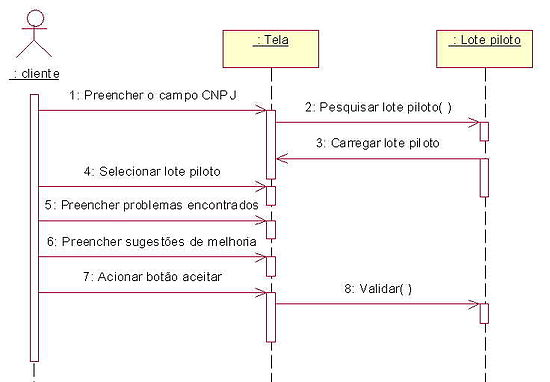 : cliente
: Tela
: Lote piloto
1: Preencher o campo CNPJ
2: Pesquisar lote piloto( )
3: Carregar lote piloto
4: Selecionar lote piloto
5: Preencher problemas encontrados
6: Preencher sugestões de melhoria
7: Acionar botão aceitar
8: Validar( )